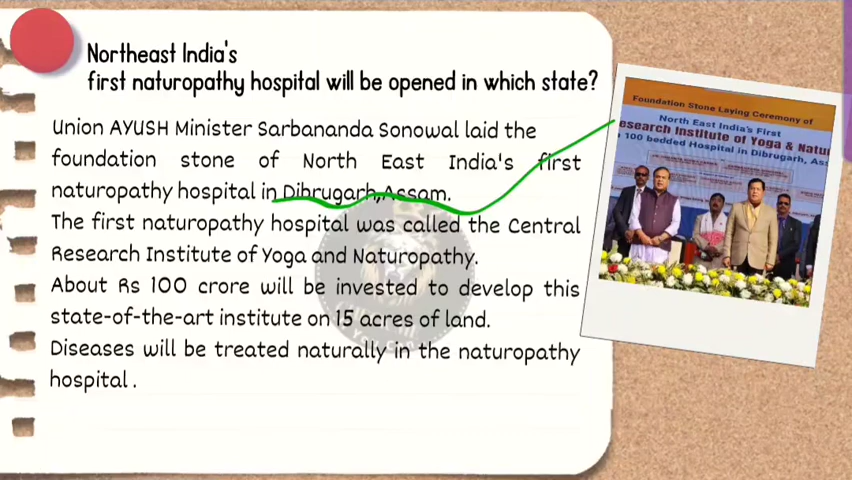 Northeast India's
first naturopathy hospital will be opened in which state?
Union AYUSH Minister Sarbananda Sonowal laid the
foundation stone of North East India's first
naturopathy hospital in Dibrugarh,Assam.
The first naturopathy hospital was called the Central
Research Institute of Yoga and Naturopathy.
About Rs 100 crore will be invested to develop this
state-of-the-art institute on 15 acres of land.
Diseases will be treated naturally in the naturopathy
hospital.
Foundation Stone Laying Ceremony of
North East India's First
esearch Institute of Yoga & Natur
100 bedded Hospital in Dibrugarh, Ass